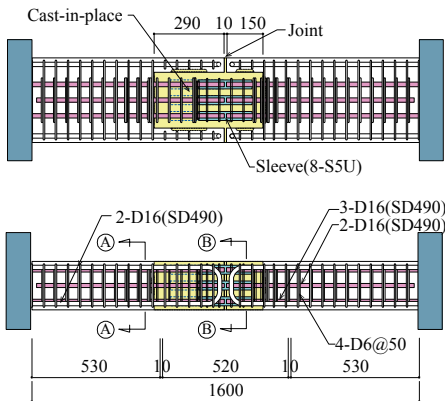 290 10 150
Cast-in-place
Joint
Sleeve(8-S5U)
3-D16(SD490)
2-D16(SD490)
2-D16(SD490)
A B
A B
4-D6@50
530 10 520 10 530
1600